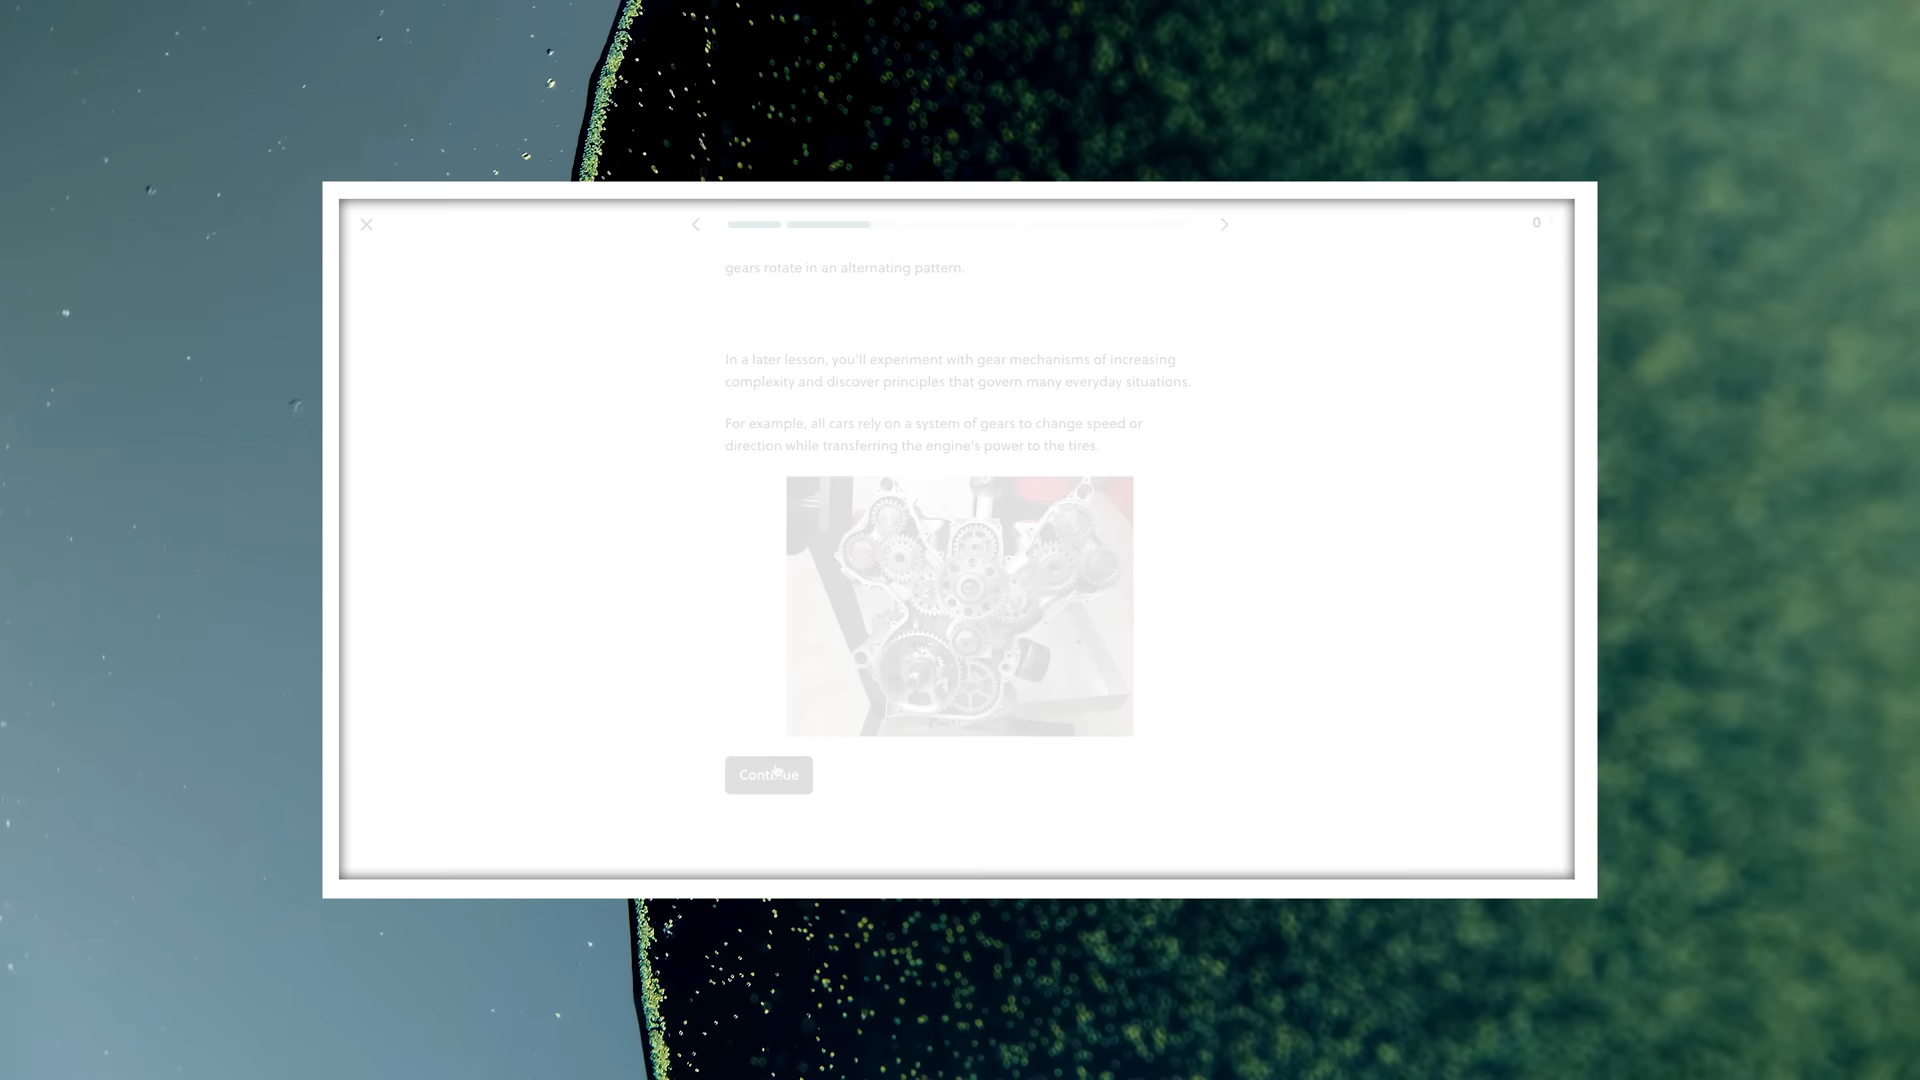 0
gears rotate in an alternating pattern.
In a later lesson, you'll experiment with gear mechanisms of increasing
complexity and discover principles that govern many everyday situations.
For example, all cars rely on a system of gears to change speed or
direction while transferring the engine's power to the tires.
Continue